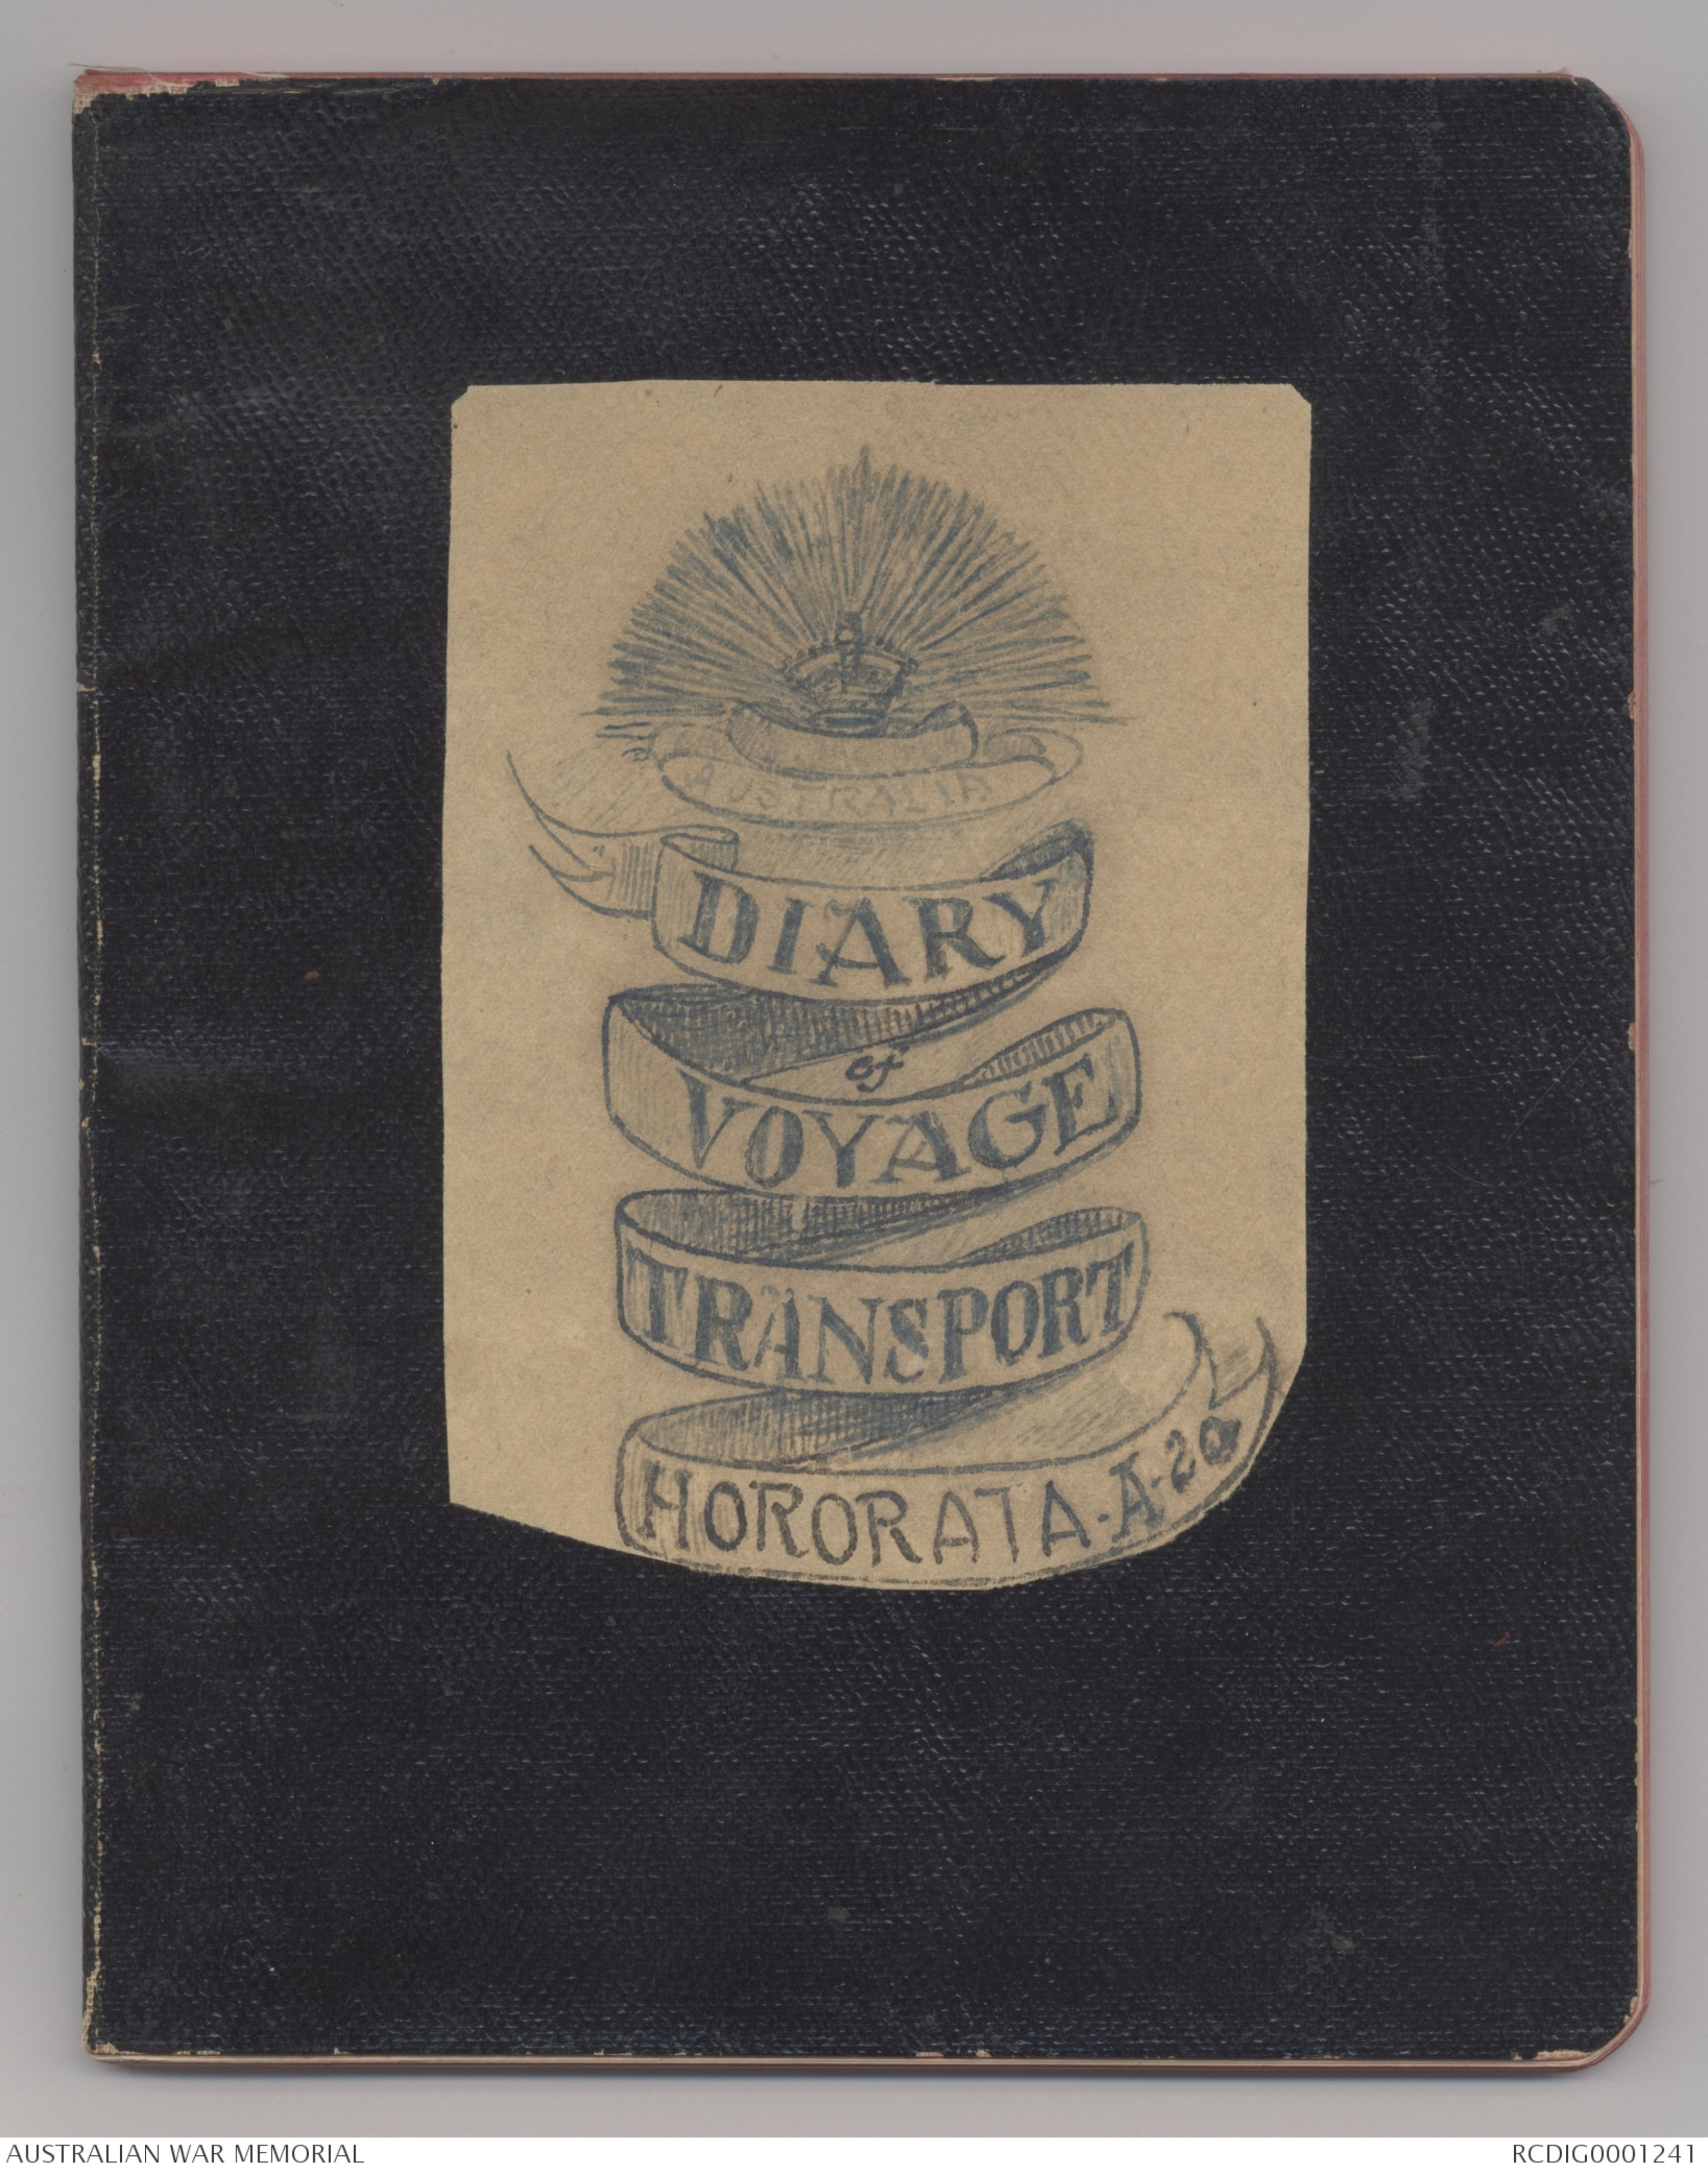 AUSTRALIA
DIARY
of
VOYAGE
TRANSPORT
HORORATA-A-20
AUSTRALIAN WAR MEMORIAL
RCDIG0001241